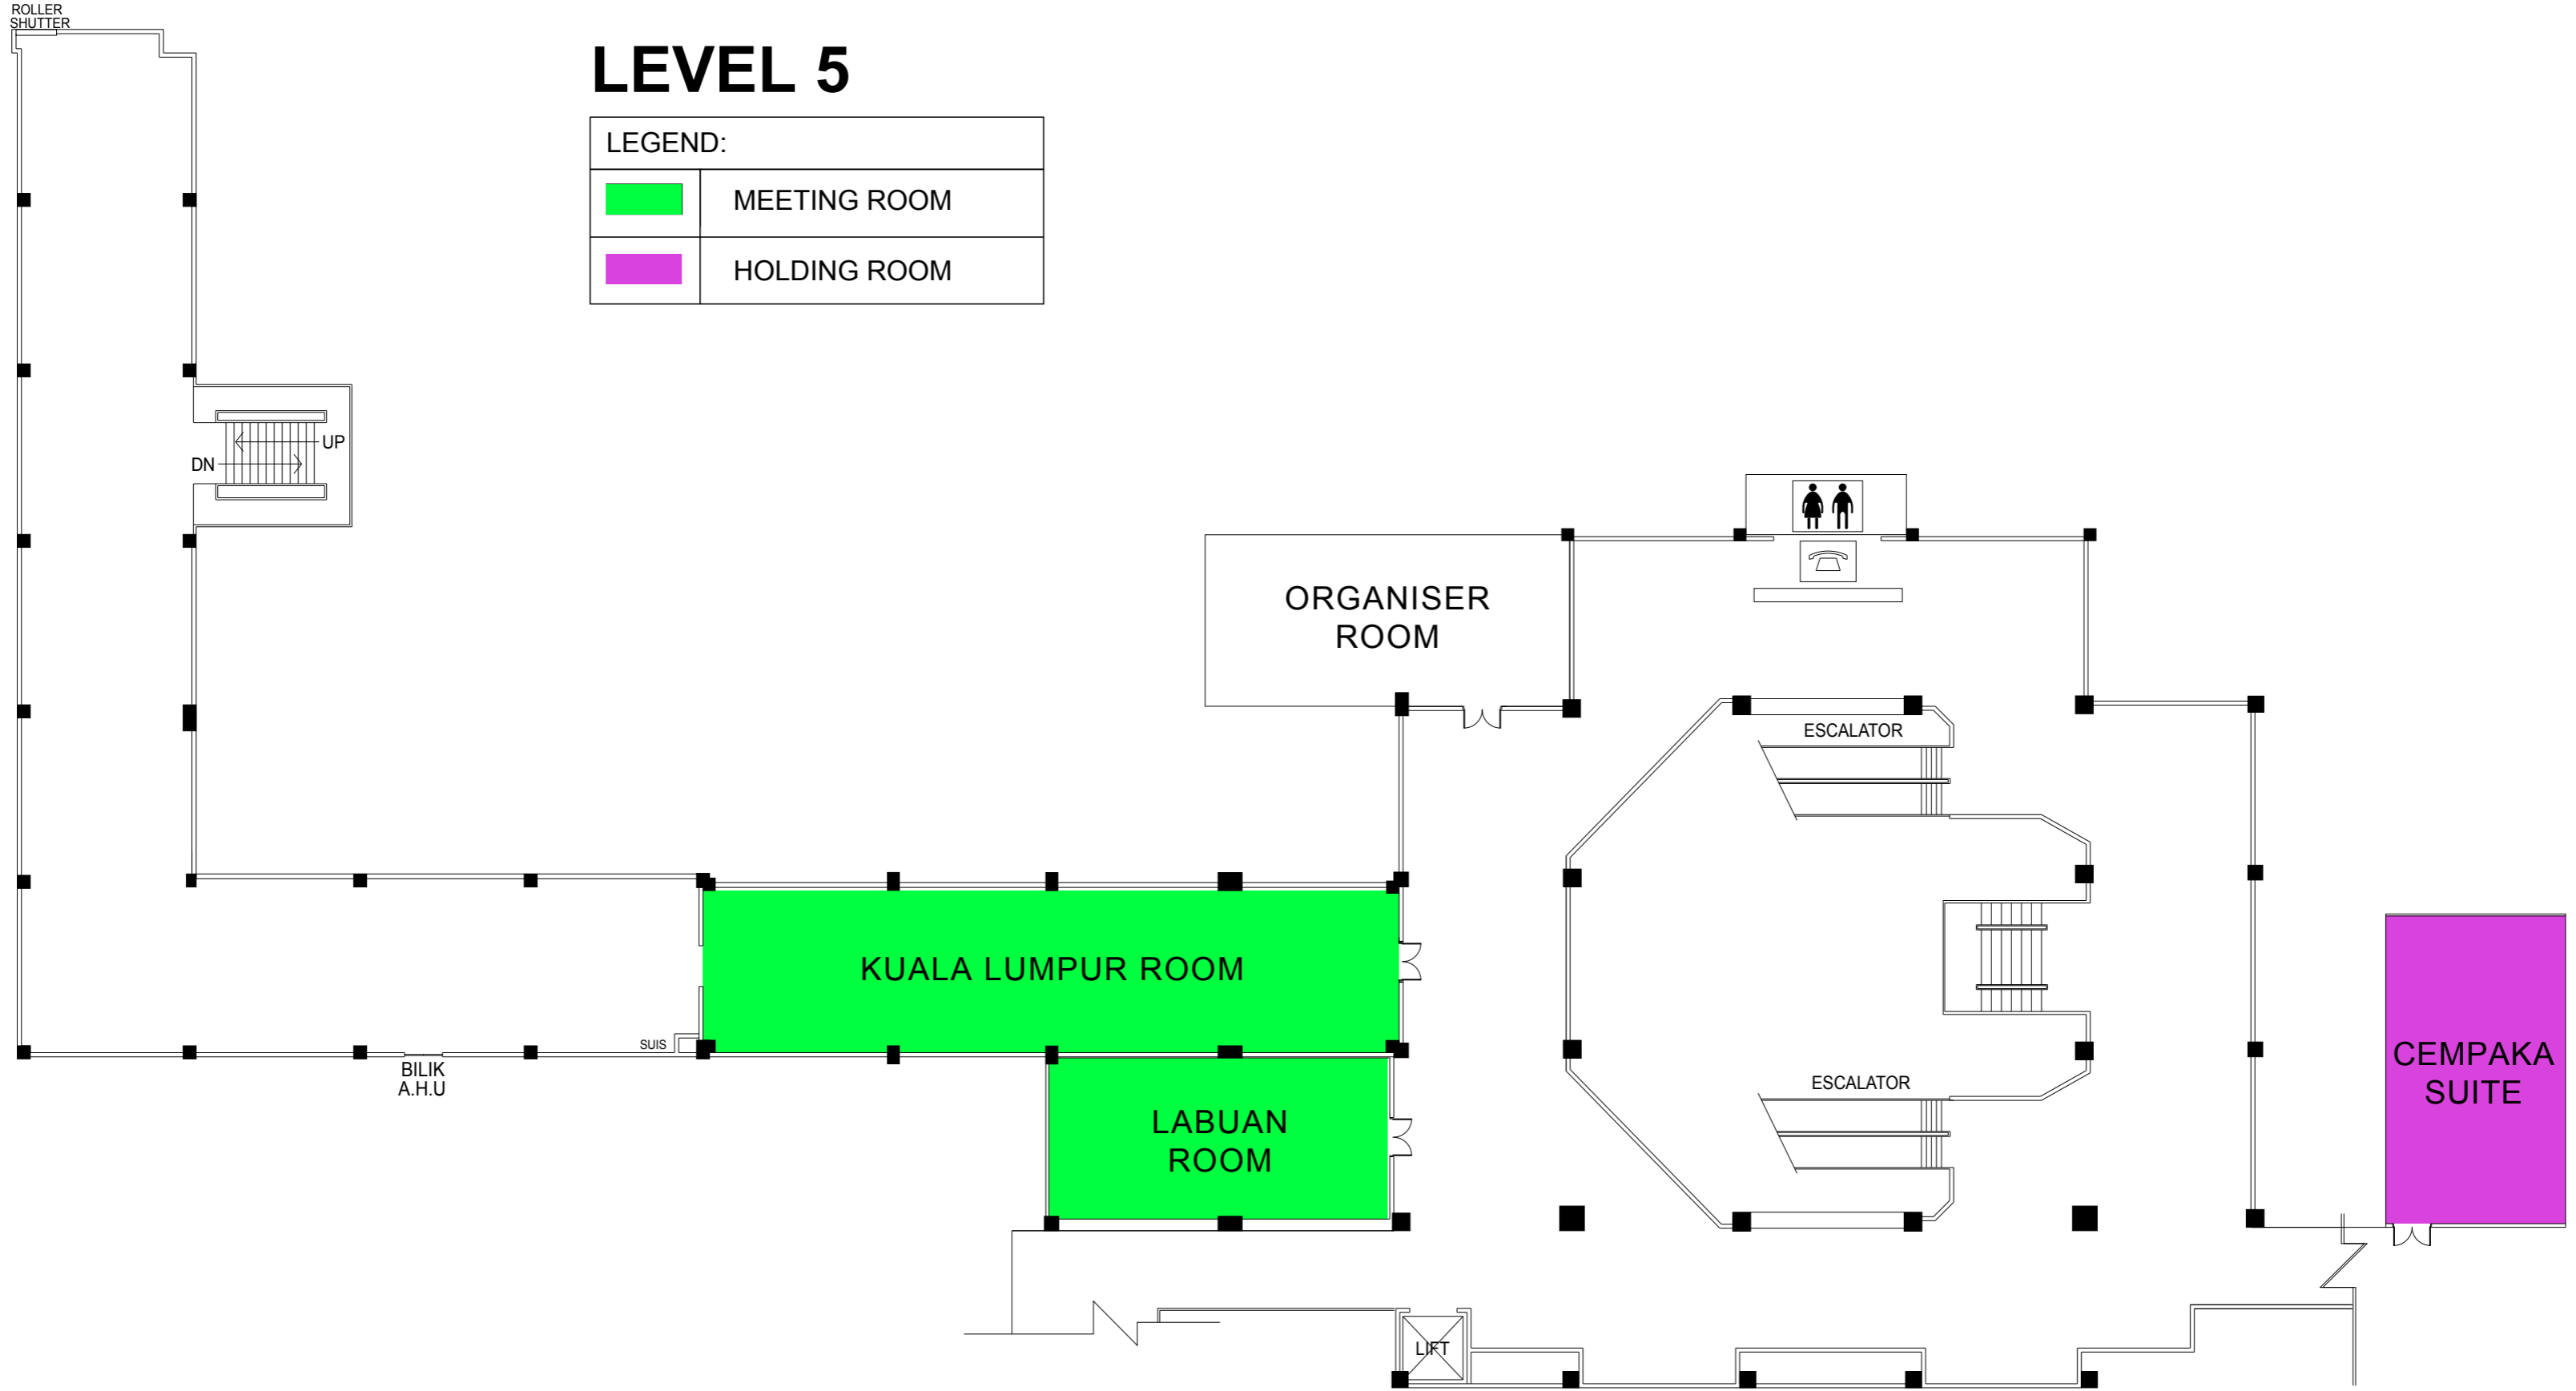 ROLLER
SHUTTER
LEVEL 5
LEGEND:
MEETING ROOM
HOLDING ROOM
UP
DN
ORGANISER
ROOM
ESCALATOR
KUALA LUMPUR ROOM
SUIS
BILIK
A.H.U
LABUAN
ROOM
ESCALATOR
CEMPAKA
SUITE
LIFT